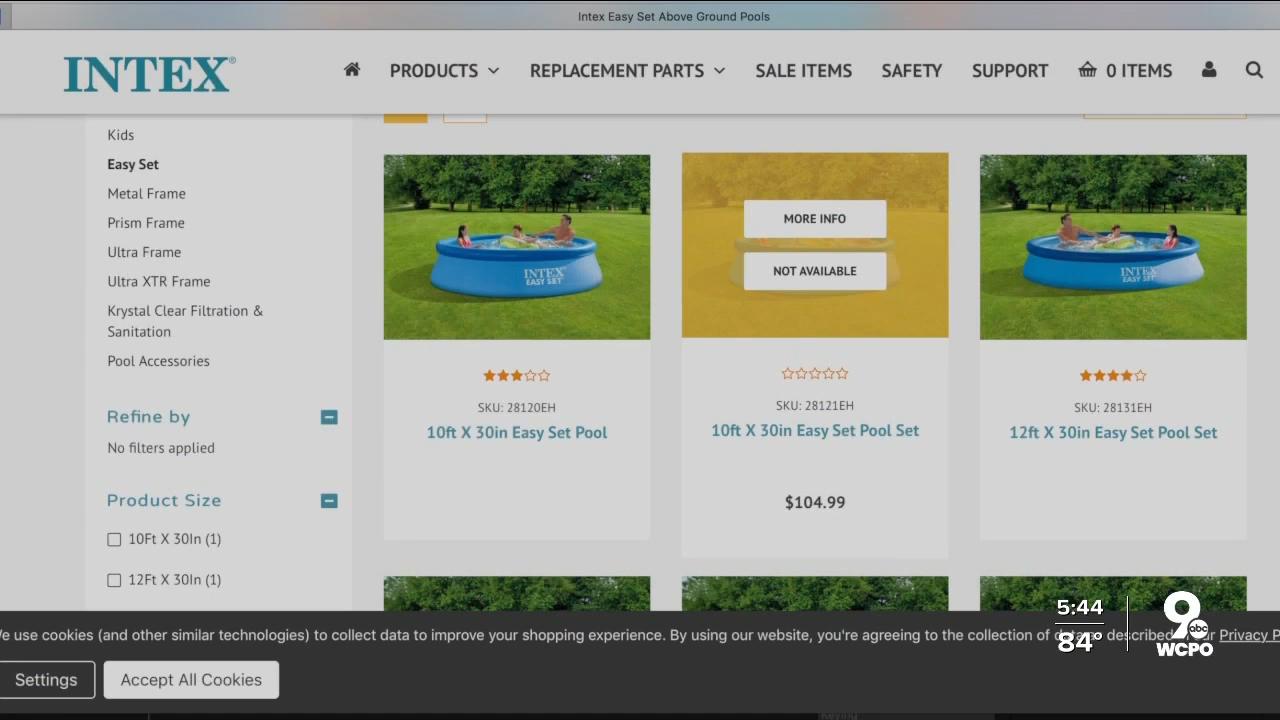 Intex Easy Set Above Ground Pools
INTEX®
PRODUCTS
REPLACEMENT PARTS
SALE ITEMS
SAFETY
SUPPORT
0 ITEMS
Kids
Easy Set
Metal Frame
Prism Frame
Ultra Frame
Ultra XTR Frame
Krystal Clear Filtration &
Sanitation
Pool Accessories
Refine by
No filters applied
Product Size
10Ft X 30In (1)
12Ft X 30In (1)
INTEX
EASY SET
SKU: 28120EH
10ft X 30in Easy Set Pool
MORE INFO
NOT AVAILABLE
SKU: 28121EH
10ft X 30in Easy Set Pool Set
$104.99
INTEX
EASY SET
SKU: 28131EH
12ft X 30in Easy Set Pool Set
We use cookies (and other similar technologies) to collect data to improve your shopping experience. By using our website, you're agreeing to the collection of described Privacy P
Settings
Accept All Cookies
5:44
84°
9
abc
WCPO